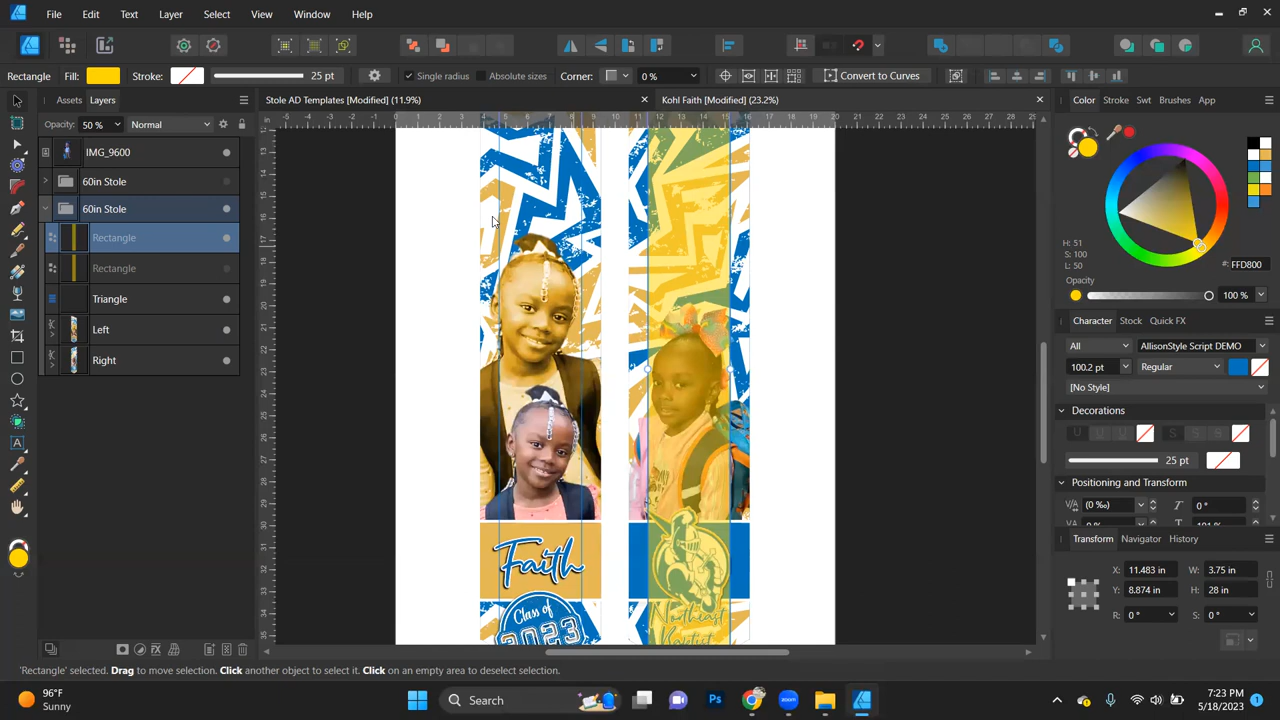 File Edit Text Layer Select View Window Help
Rectangle Fill: Stroke: 25 pt Single radius Absolute sizes Corner: 0 % Convert to Curves
Assets Layers
Opacity: 50 % Normal
IMG_9600
60in Stole
60in Stole
Rectangle
Rectangle
Triangle
Left
Right
Stole AD Templates [Modified] (11.9%)
Kohl Faith [Modified] (23.2%)
Faith
Class of
2023
Northeast
Baptist
Color Stroke Swt Brushes App
H: 51
S: 100
L: 50
#: FFD800
Opacity
100 %
Character Stock Quick FX
All AllisonStyle Script DEMO
100.2 pt Regular
[No Style]
Decorations
25 pt
Positioning and Transform
(0 ‰) 0 °
Transform Navigator History
X: 11.483 in W: 3.75 in
Y: 8.874 in H: 28 in
R: 0 ° S: 0 °
'Rectangle' selected. Drag to move selection. Click another object to select it. Click on an empty area to deselect selection.
96°F
Sunny
Search
7:23 PM
5/18/2023